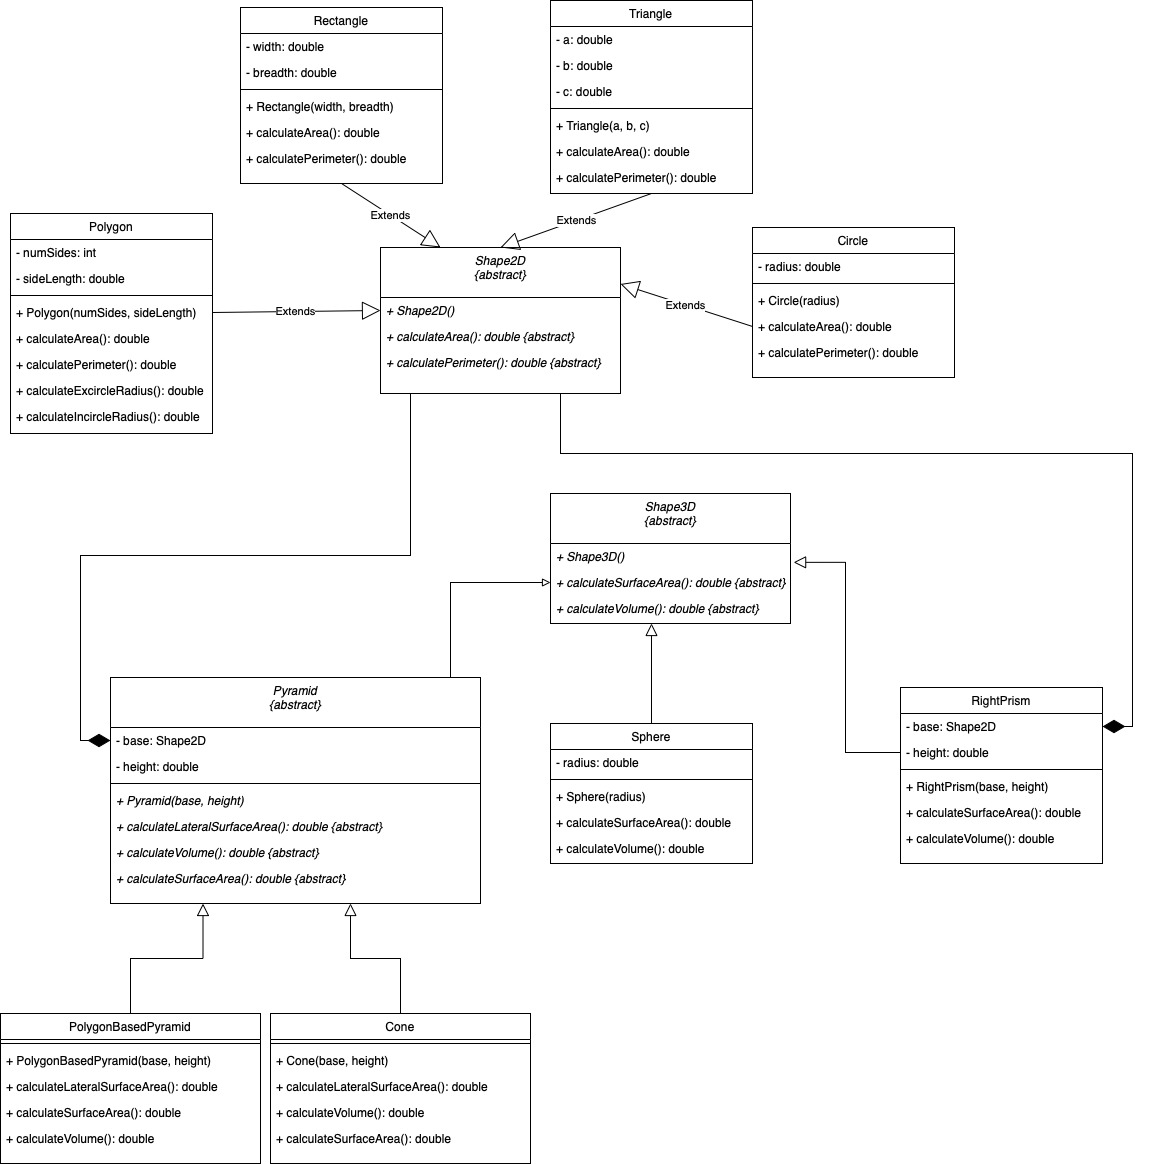 Rectangle
- width: double
- breadth: double
+ Rectangle(width, breadth)
+ calculateArea(): double
+ calculatePerimeter(): double
Triangle
- a: double
- b: double
- c: double
+ Triangle(a, b, c)
+ calculateArea(): double
+ calculatePerimeter(): double
Extends
Extends
Polygon
- numSides: int
- sideLength: double
+ Polygon(numSides, sideLength)
+ calculateArea(): double
+ calculatePerimeter(): double
+ calculateExcircleRadius(): double
+ calculateIncircleRadius(): double
Extends
Shape2D
{abstract}
+ Shape2D()
+ calculateArea(): double {abstract}
+ calculatePerimeter(): double {abstract}
Extends
Circle
- radius: double
+ Circle(radius)
+ calculateArea(): double
+ calculatePerimeter(): double
Shape3D
{abstract}
+ Shape3D()
+ calculateSurfaceArea(): double {abstract}
+ calculateVolume(): double {abstract}
Pyramid
{abstract}
- base: Shape2D
- height: double
+ Pyramid(base, height)
+ calculateLateralSurfaceArea(): double {abstract}
+ calculateVolume(): double {abstract}
+ calculateSurfaceArea(): double {abstract}
Sphere
- radius: double
+ Sphere(radius)
+ calculateSurfaceArea(): double
+ calculateVolume(): double
RightPrism
- base: Shape2D
- height: double
+ RightPrism(base, height)
+ calculateSurfaceArea(): double
+ calculateVolume(): double
PolygonBasedPyramid
+ PolygonBasedPyramid(base, height)
+ calculateLateralSurfaceArea(): double
+ calculateSurfaceArea(): double
+ calculateVolume(): double
Cone
+ Cone(base, height)
+ calculateLateralSurfaceArea(): double
+ calculateVolume(): double
+ calculateSurfaceArea(): double